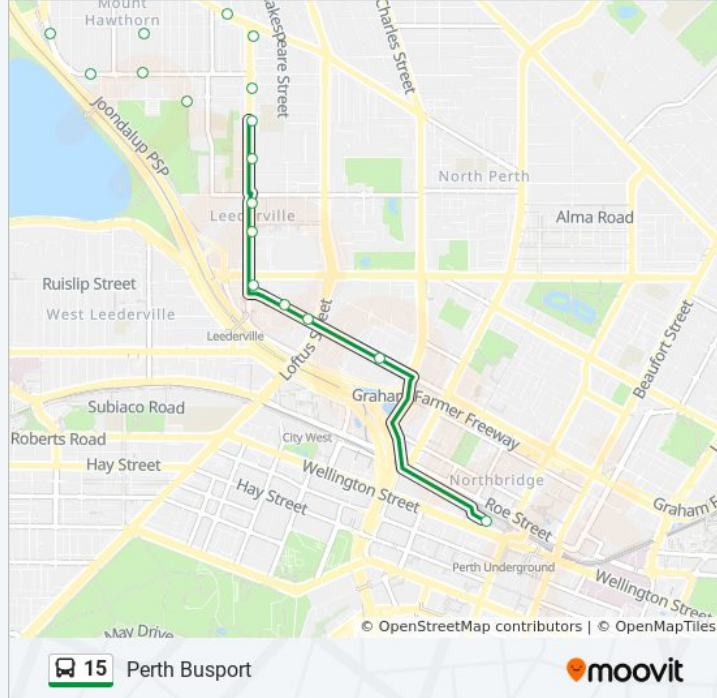 Mount
Hawthorn
akespeare Street
Charles Street
Joondalup PSP
North Perth
Leederville
Alma Road
Ruislip Street
West Leederville
Leederville
Loftus Street
Beaufort Street
Subiaco Road
Graham Farmer Freeway
Roberts Road
City West
Hay Street
Wellington Street
Northbridge
Hay Street
Roe Street
Graham F
Perth Underground
Wellington Street
May Drive
© OpenStreetMap contributors | © OpenMapTiles
15 Perth Busport
moovit